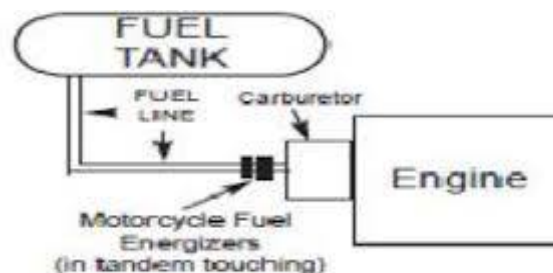 FUEL
TANK
FUEL
LINE
Carburetor
Engine
Motorcycle Fuel
Energizers
(in tandem touching)